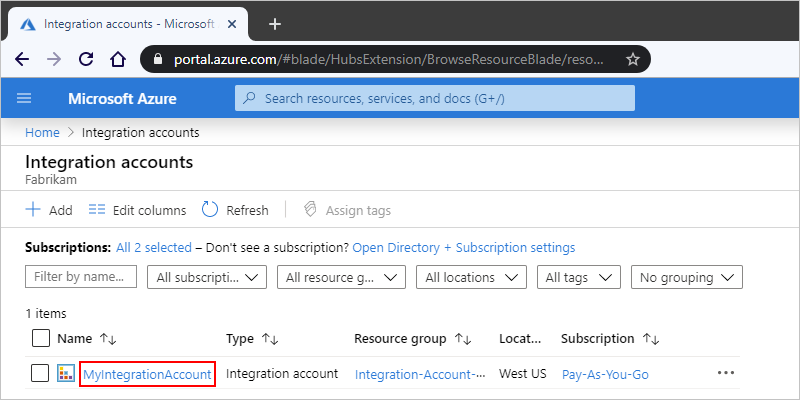 Integration accounts - Microsoft
portal.azure.com/#blade/HubsExtension/BrowseResourceBlade/reso...
Microsoft Azure
Search resources, services, and docs (G+/)
Home > Integration accounts
Integration accounts
Fabrikam
Add Edit columns Refresh Assign tags
Subscriptions: All 2 selected – Don't see a subscription? Open Directory + Subscription settings
Filter by name... All subscripti... All resource g... All locations All tags No grouping
1 items
Name Type Resource group Locat... Subscription
MyIntegrationAccount Integration account Integration-Account-... West US Pay-As-You-Go